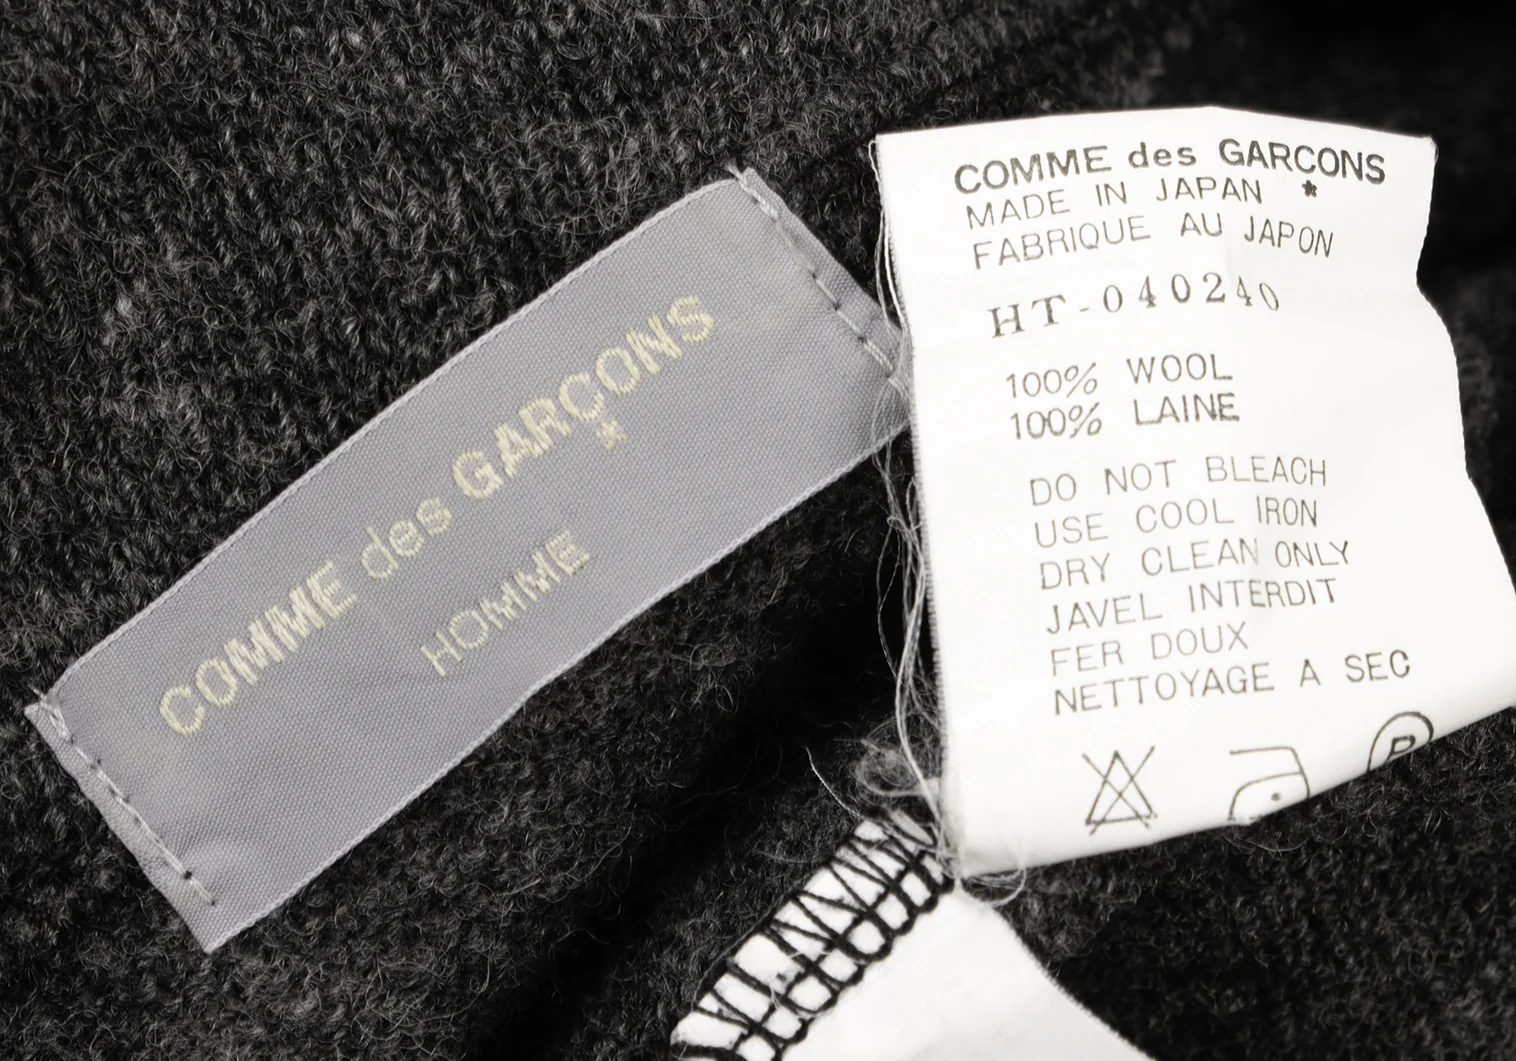 COMME des GARÇONS
*
HOMME
COMME des GARCONS
MADE IN JAPAN *
FABRIQUE AU JAPON
HT-040240
100% WOOL
100% LAINE
DO NOT BLEACH
USE COOL IRON
DRY CLEAN ONLY
JAVEL INTERDIT
FER DOUX
NETTOYAGE A SEC
P